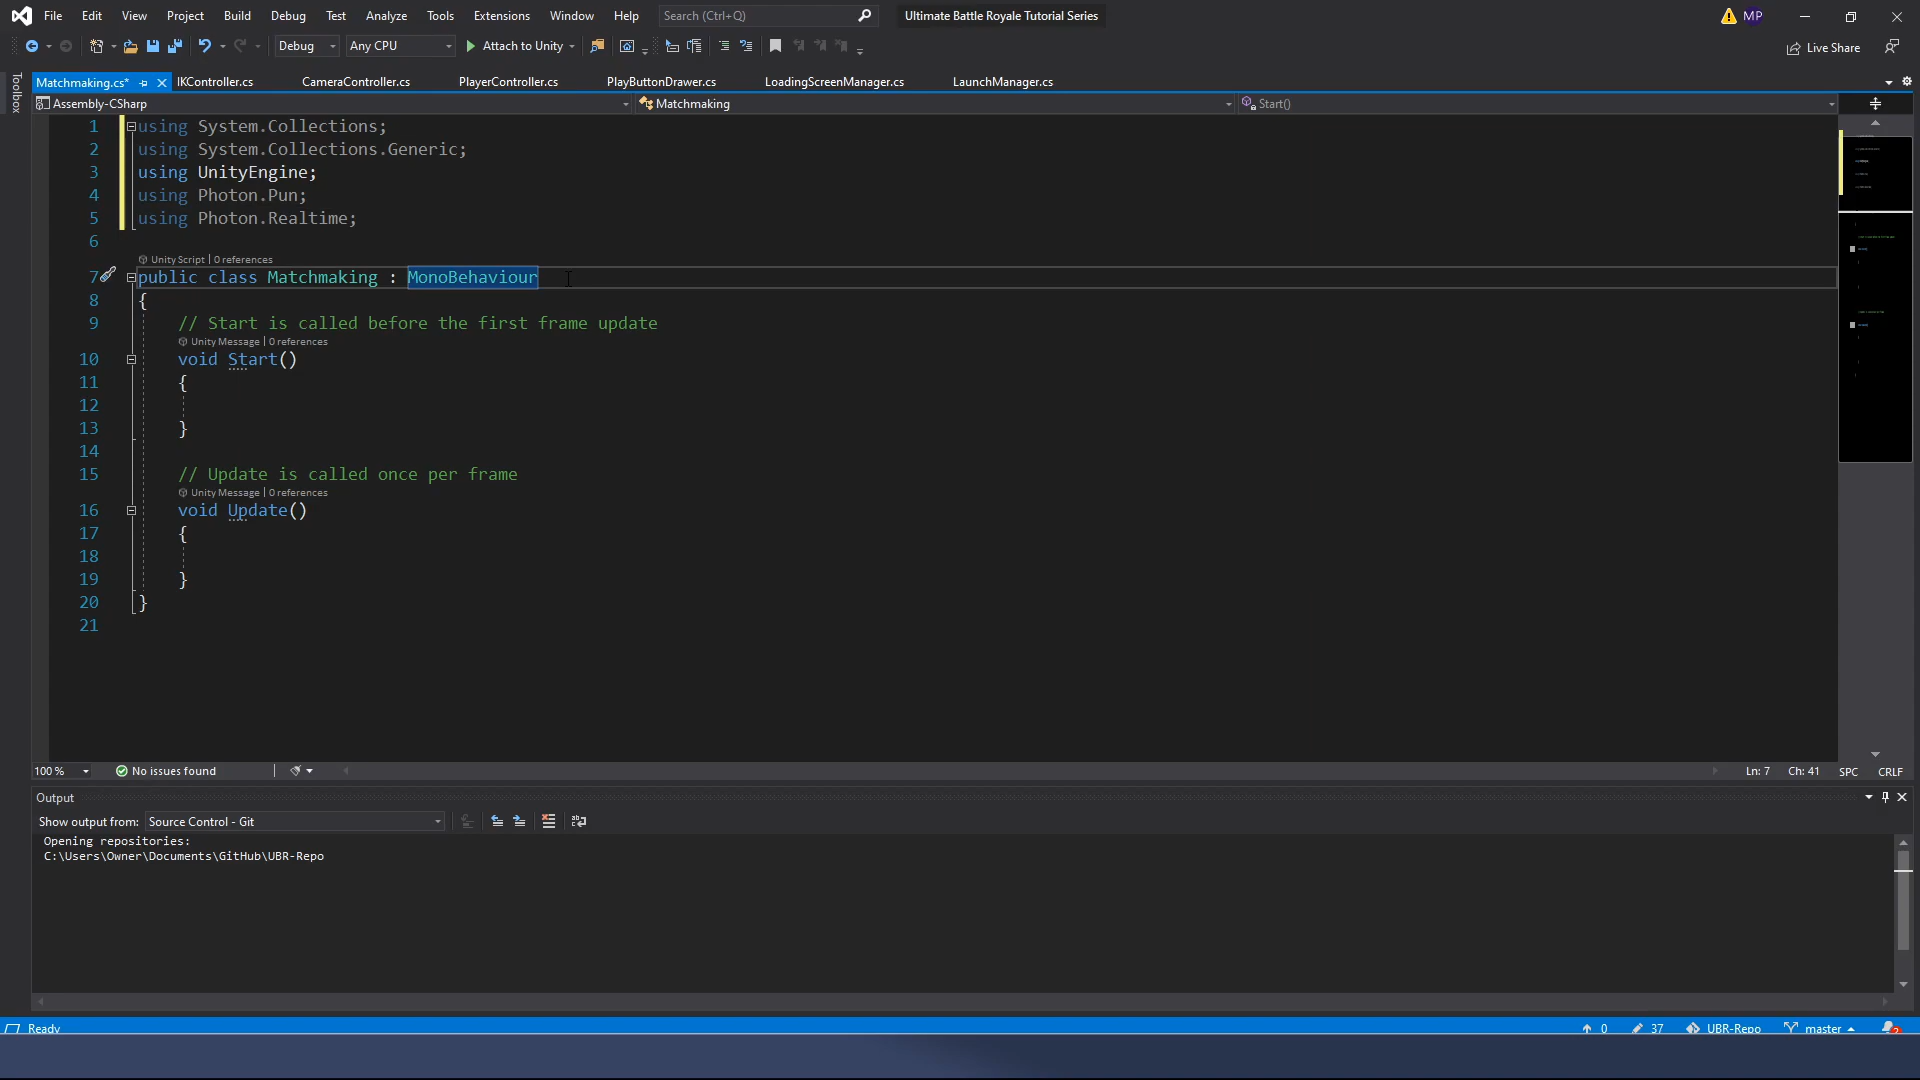 File Edit View Project Build Debug Test Analyze Tools Extensions Window Help Search (Ctrl+Q) Ultimate Battle Royale Tutorial Series MP
Debug Any CPU Attach to Unity Live Share
Toolbox
Matchmaking.cs* IKController.cs CameraController.cs PlayerController.cs PlayButtonDrawer.cs LoadingScreenManager.cs LaunchManager.cs
Assembly-CSharp Matchmaking Start()
1 using System.Collections;
2 using System.Collections.Generic;
3 using UnityEngine;
4 using Photon.Pun;
5 using Photon.Realtime;
6
Unity Script | 0 references
7 public class Matchmaking : MonoBehaviour
8 {
9 // Start is called before the first frame update
Unity Message | 0 references
10 void Start()
11 {
12
13 }
14
15 // Update is called once per frame
Unity Message | 0 references
16 void Update()
17 {
18
19 }
20 }
21
100 % No issues found Ln: 7 Ch: 41 SPC CRLF
Output
Show output from: Source Control - Git
Opening repositories:
C:\Users\Owner\Documents\GitHub\UBR-Repo
Ready 0 37 UBR-Repo master 2